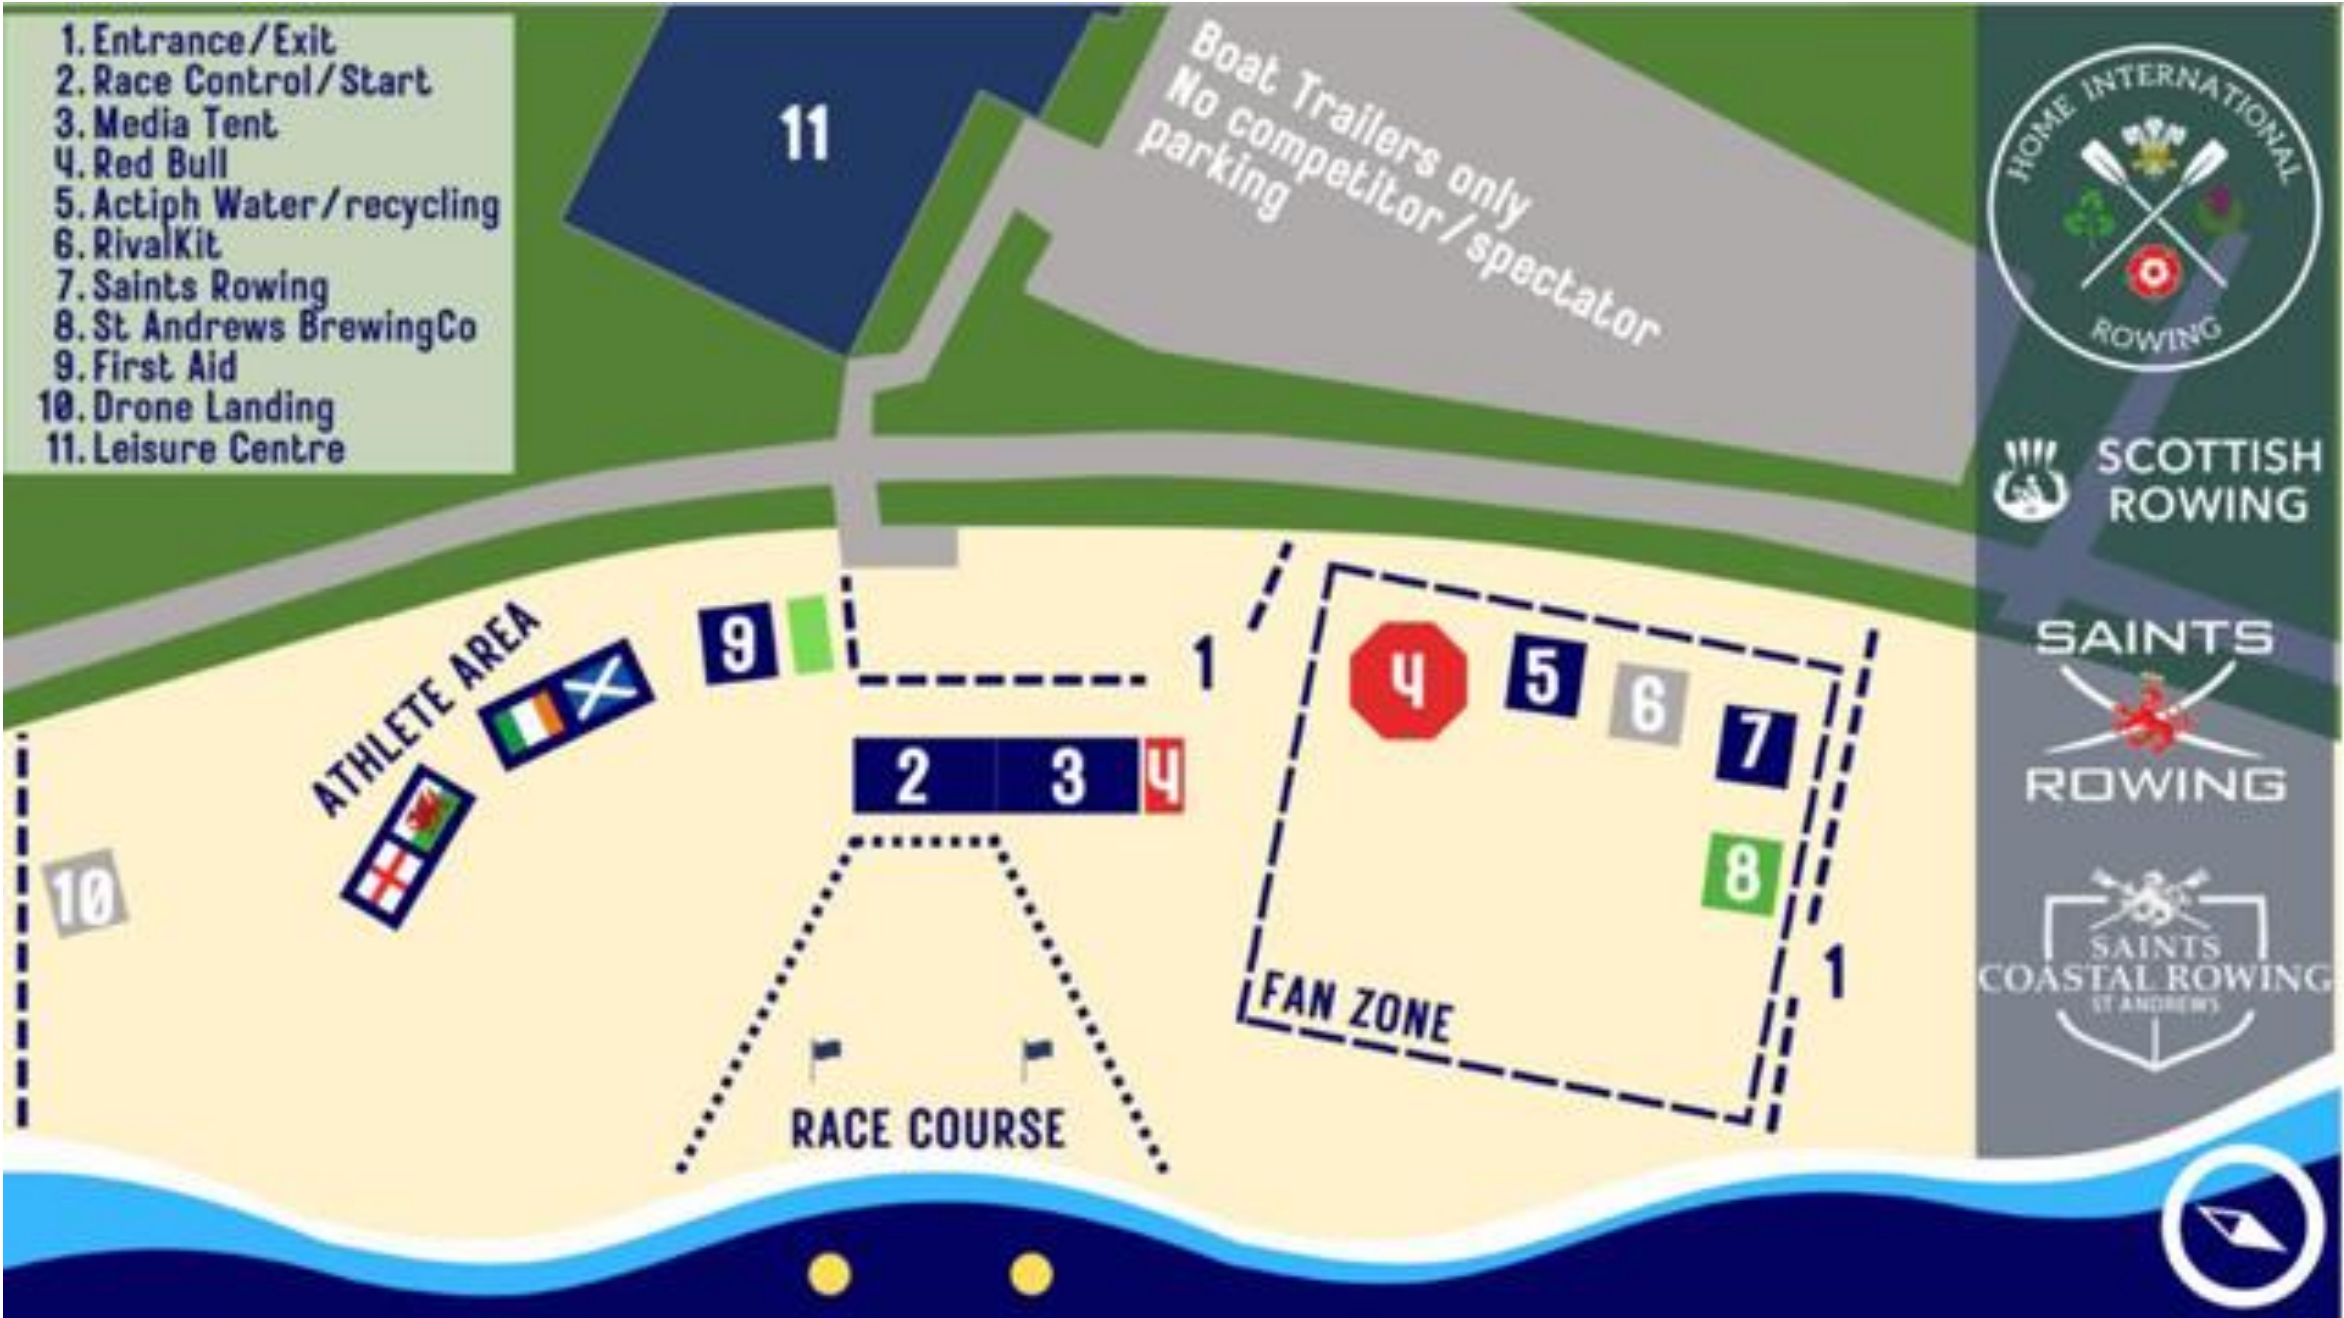 1. Entrance/Exit
2. Race Control/Start
3. Media Tent
4. Red Bull
5. Actiph Water/recycling
6. RivalKit
7. Saints Rowing
8. St Andrews BrewingCo
9. First Aid
10. Drone Landing
11. Leisure Centre
11
Boat Trailers only
No competitor/spectator
parking
HOME INTERNATIONAL
ROWING
SCOTTISH
ROWING
SAINTS
ROWING
SAINTS
COASTAL ROWING
ST ANDREWS
ATHLETE AREA
9
1
2
3
4
4
5
6
7
8
10
1
FAN ZONE
RACE COURSE